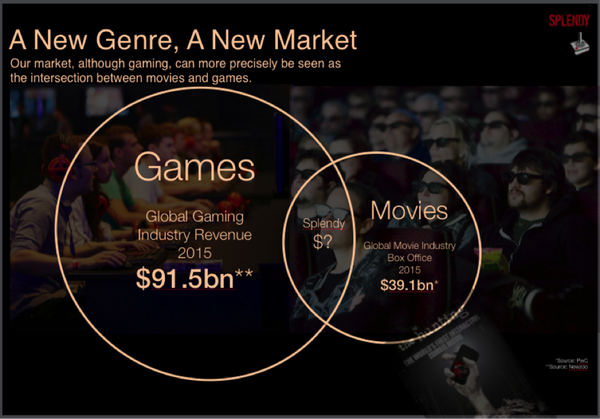 SPLENDY
A New Genre, A New Market
Our market, although gaming, can more precisely be seen as
the intersection between movies and games.
Games
Global Gaming
Industry Revenue
2015
$91.5bn**
Splendy
$?
Movies
Global Movie Industry
Box Office
2015
$39.1bn*
*Source: PwC
**Source: Newzoo